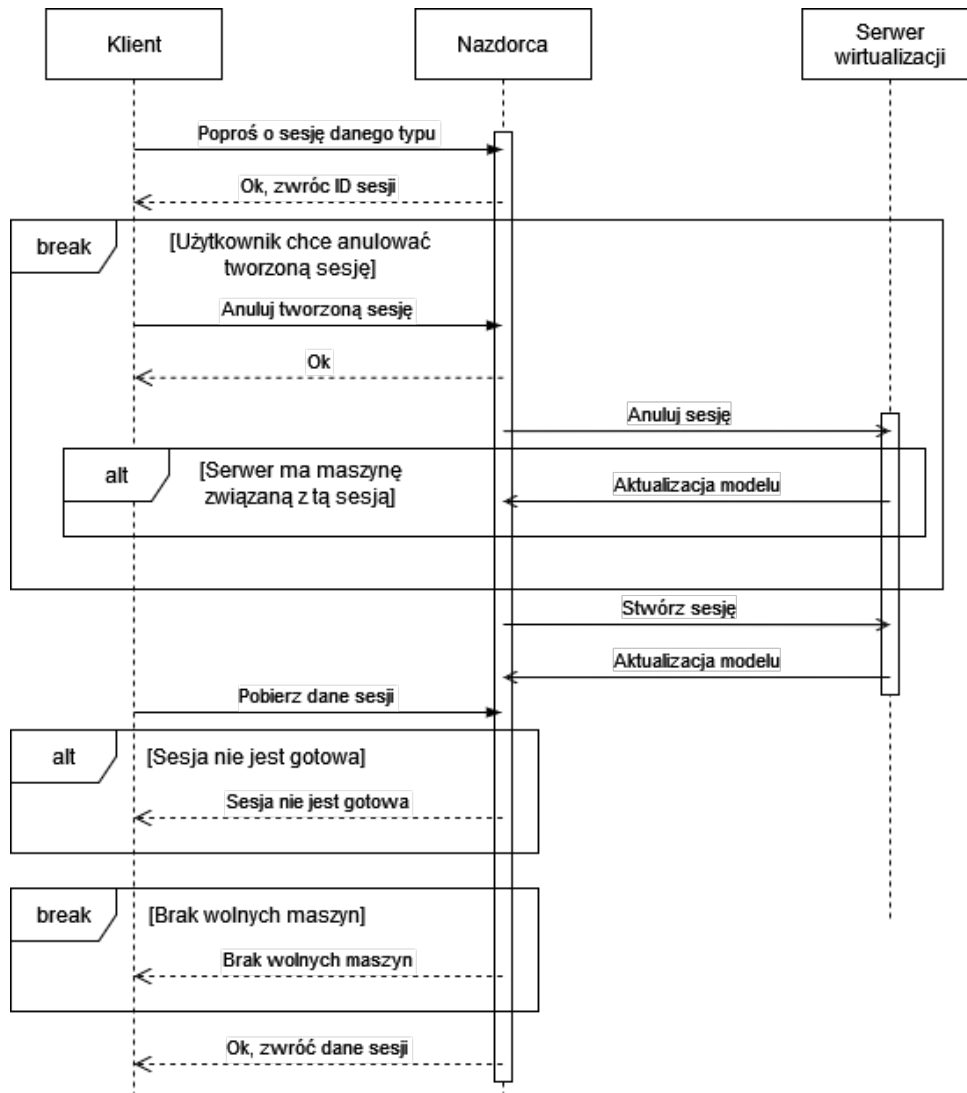 Klient
Nazdorca
Serwer
wirtualizacji
Poproś o sesję danego typu
Ok, zwróc ID sesji
break
[Użytkownik chce anulować
tworzoną sesję]
Anuluj tworzoną sesję
Ok
Anuluj sesję
alt
[Serwer ma maszynę
związaną z tą sesją]
Aktualizacja modelu
Stwórz sesję
Aktualizacja modelu
Pobierz dane sesji
alt
[Sesja nie jest gotowa]
Sesja nie jest gotowa
break
[Brak wolnych maszyn]
Brak wolnych maszyn
Ok, zwróć dane sesji